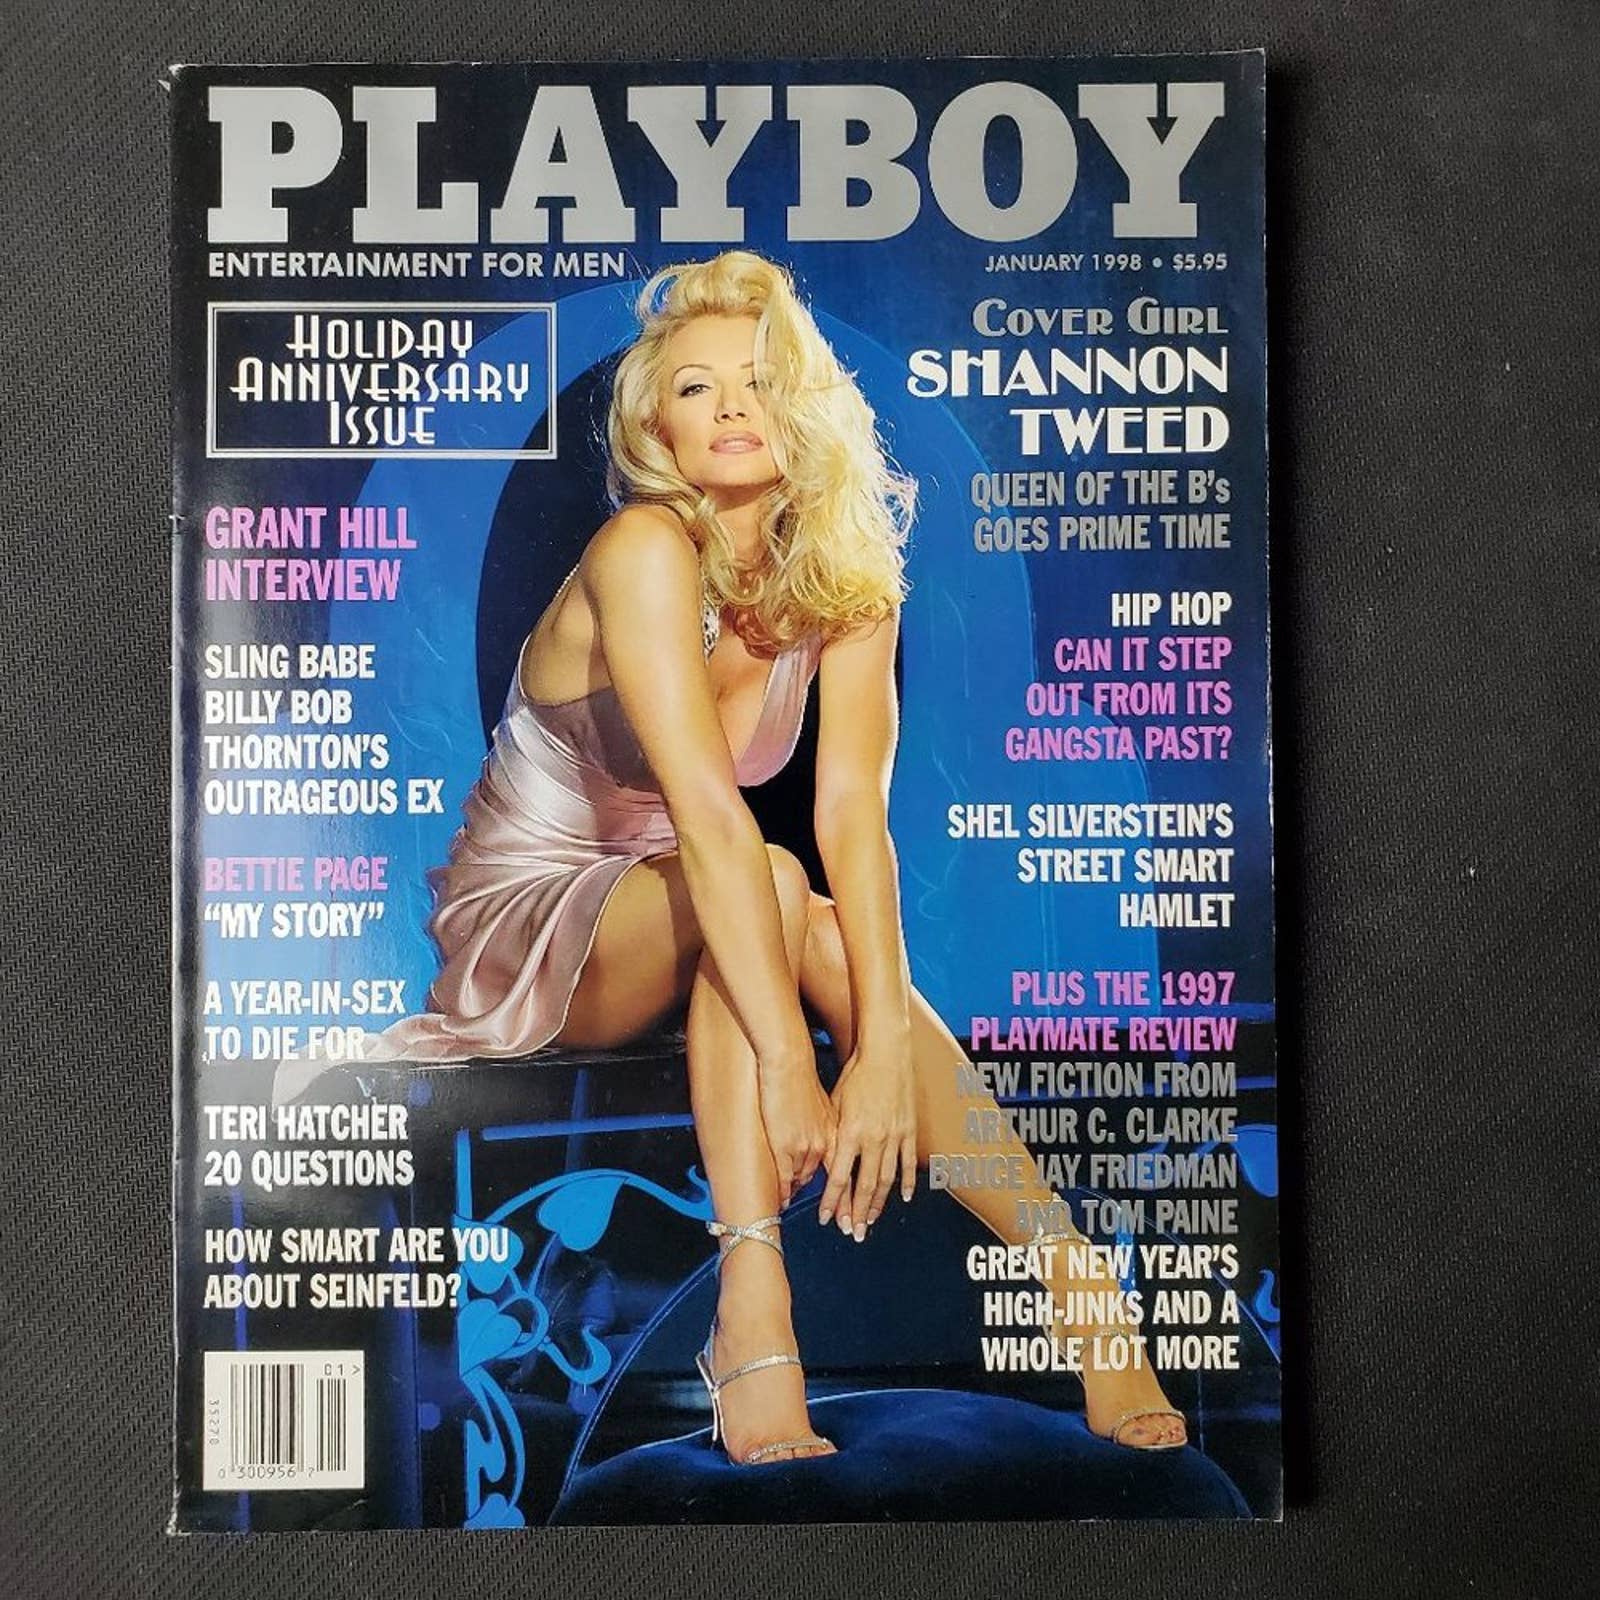 PLAYBOY
ENTERTAINMENT FOR MEN
JANUARY 1998 • $5.95
HOLIDAY
ANNIVERSARY
ISSUE
GRANT HILL
INTERVIEW
SLING BABE
BILLY BOB
THORNTON'S
OUTRAGEOUS EX
BETTIE PAGE
“MY STORY”
A YEAR-IN-SEX
TO DIE FOR
TERI HATCHER
20 QUESTIONS
HOW SMART ARE YOU
ABOUT SEINFELD?
COVER GIRL
SHANNON
TWEED
QUEEN OF THE B's
GOES PRIME TIME
HIP HOP
CAN IT STEP
OUT FROM ITS
GANGSTA PAST?
SHEL SILVERSTEIN'S
STREET SMART
HAMLET
PLUS THE 1997
PLAYMATE REVIEW
NEW FICTION FROM
ARTHUR C. CLARKE
BRUCE JAY FRIEDMAN
AND TOM PAINE
GREAT NEW YEAR'S
HIGH-JINKS AND A
WHOLE LOT MORE
01>
35270
0 300956 7